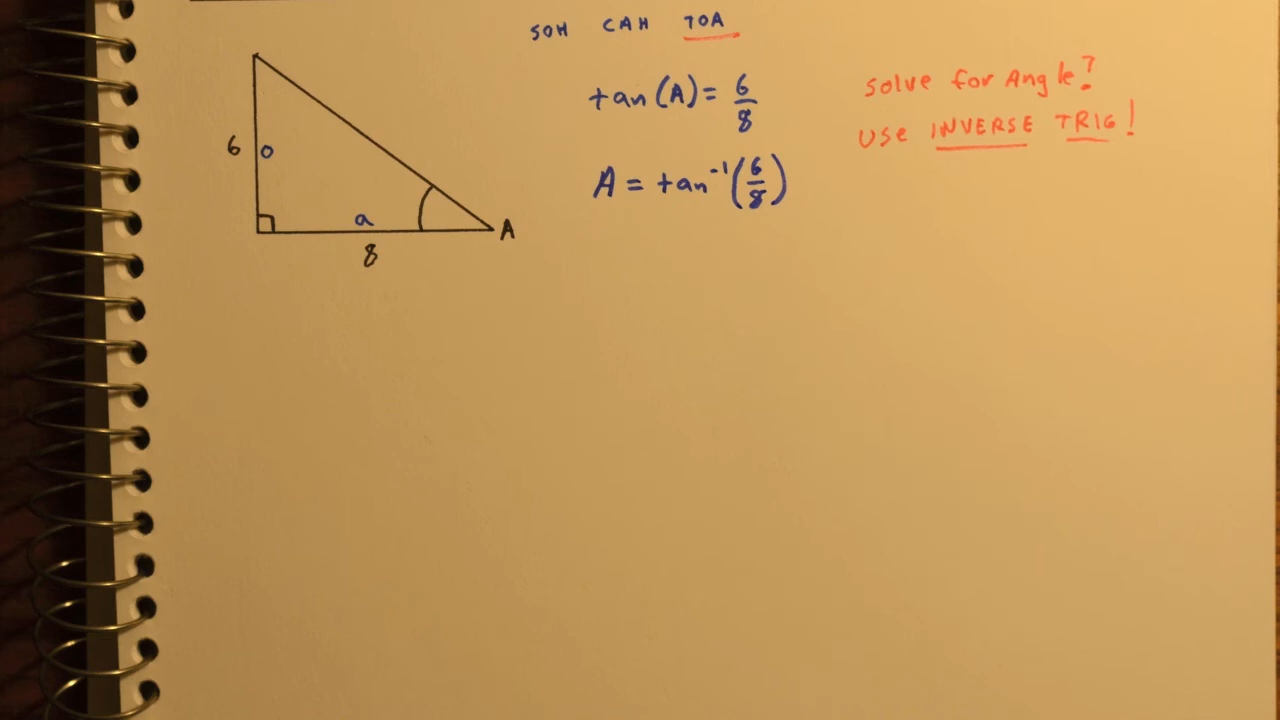 SOH CAH TOA
tan(A) = 6/8
A = tan⁻¹(6/8)
Solve for Angle?
USe INVERSE TRIG!
6 o
a
8
A